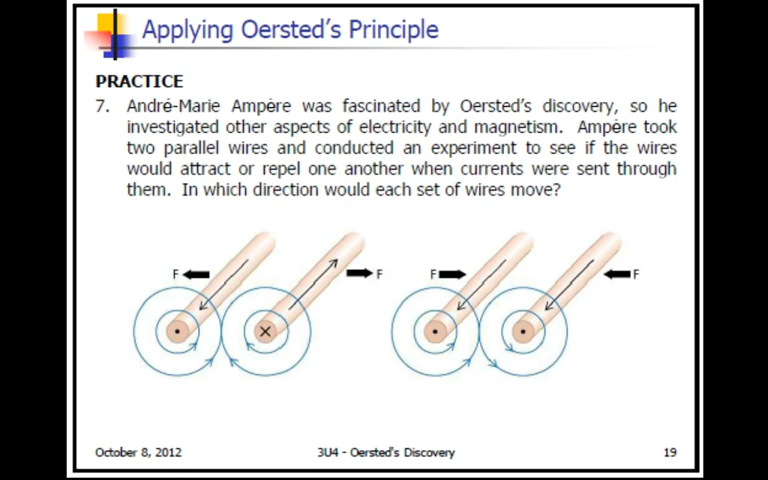 Applying Oersted's Principle
PRACTICE
7. André-Marie Ampère was fascinated by Oersted's discovery, so he
investigated other aspects of electricity and magnetism. Ampère took
two parallel wires and conducted an experiment to see if the wires
would attract or repel one another when currents were sent through
them. In which direction would each set of wires move?
F F F F
October 8, 2012 3U4 - Oersted's Discovery 19